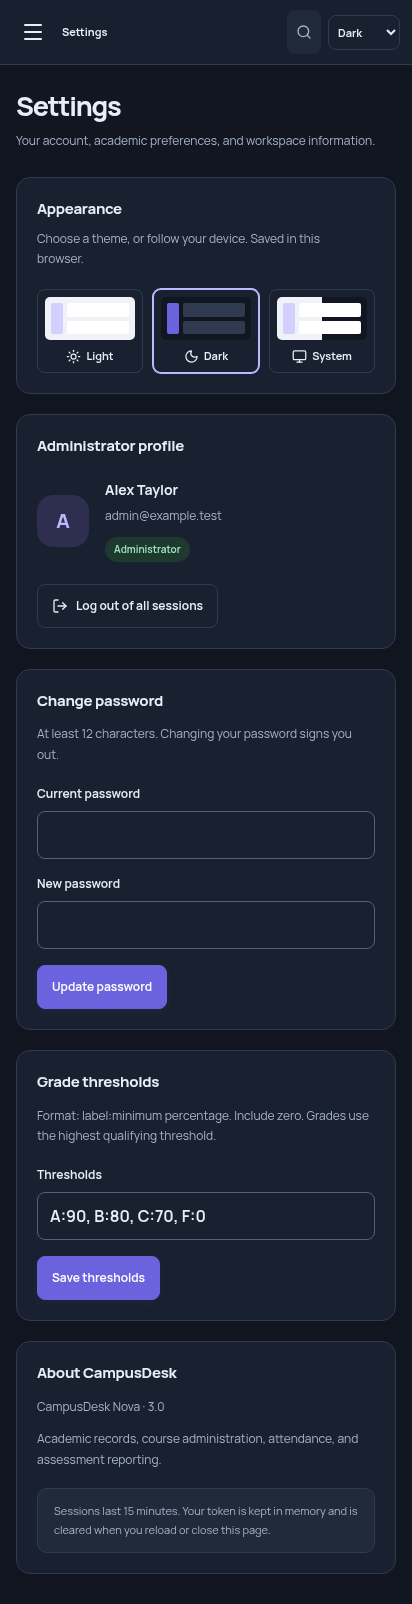 Settings
Dark
Settings
Your account, academic preferences, and workspace information.
Appearance
Choose a theme, or follow your device. Saved in this
browser.
Light
Dark
System
Administrator profile
A
Alex Taylor
admin@example.test
Administrator
Log out of all sessions
Change password
At least 12 characters. Changing your password signs you
out.
Current password
New password
Update password
Grade thresholds
Format: label:minimum percentage. Include zero. Grades use
the highest qualifying threshold.
Thresholds
A:90, B:80, C:70, F:0
Save thresholds
About CampusDesk
CampusDesk Nova · 3.0
Academic records, course administration, attendance, and
assessment reporting.
Sessions last 15 minutes. Your token is kept in memory and is
cleared when you reload or close this page.